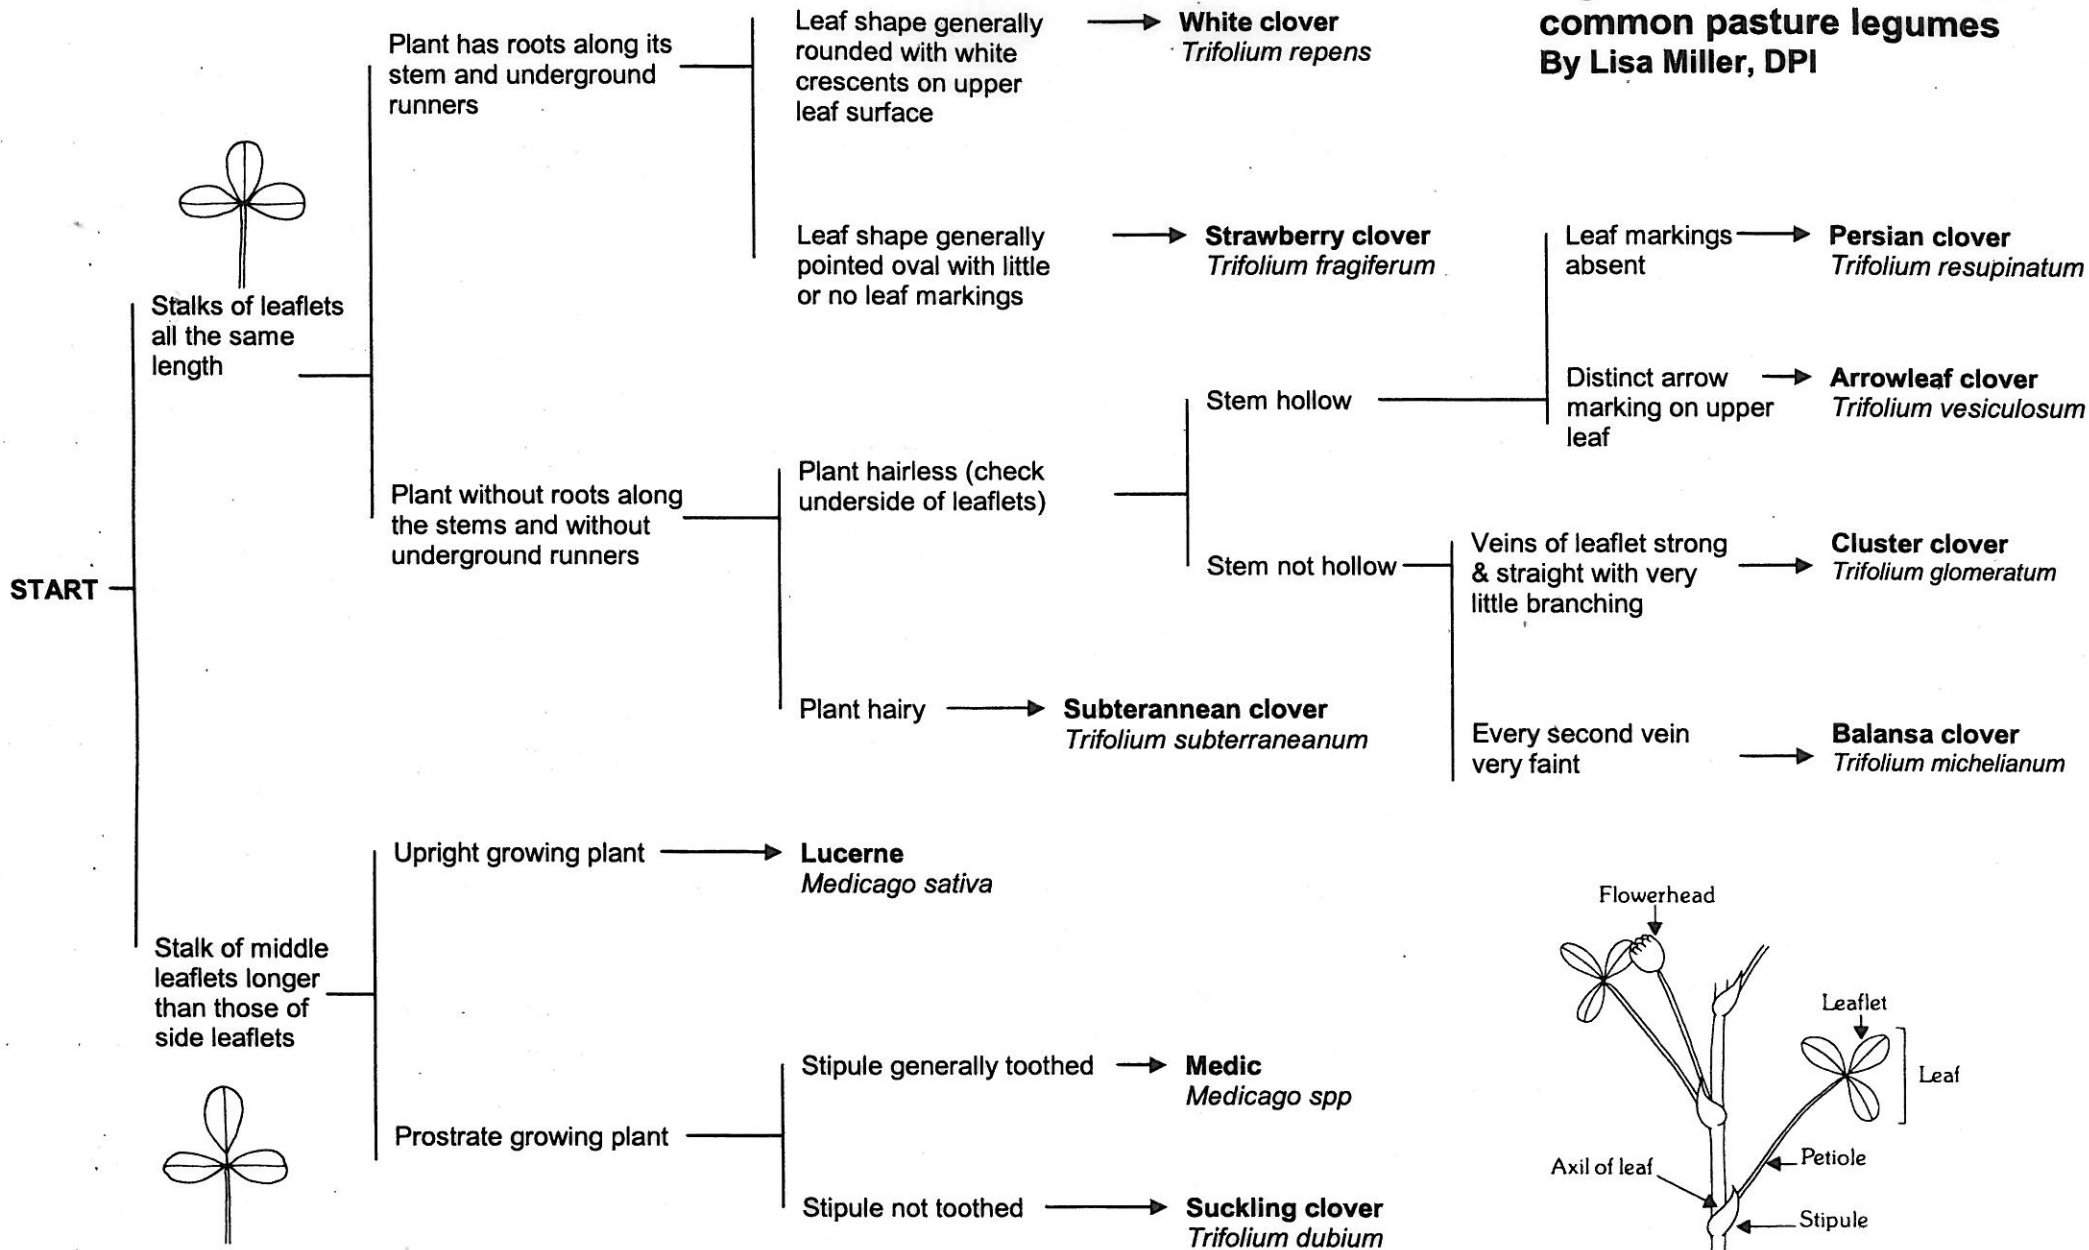 common pasture legumes
By Lisa Miller, DPI
START
Stalks of leaflets
all the same
length
Plant has roots along its
stem and underground
runners
Leaf shape generally
rounded with white
crescents on upper
leaf surface
White clover
Trifolium repens
Leaf shape generally
pointed oval with little
or no leaf markings
Strawberry clover
Trifolium fragiferum
Plant without roots along
the stems and without
underground runners
Plant hairless (check
underside of leaflets)
Stem hollow
Leaf markings
absent
Persian clover
Trifolium resupinatum
Distinct arrow
marking on upper
leaf
Arrowleaf clover
Trifolium vesiculosum
Stem not hollow
Veins of leaflet strong
& straight with very
little branching
Cluster clover
Trifolium glomeratum
Every second vein
very faint
Balansa clover
Trifolium michelianum
Plant hairy
Subterannean clover
Trifolium subterraneanum
Stalk of middle
leaflets longer
than those of
side leaflets
Upright growing plant
Lucerne
Medicago sativa
Prostrate growing plant
Stipule generally toothed
Medic
Medicago spp
Stipule not toothed
Suckling clover
Trifolium dubium
Flowerhead
Leaflet
Leaf
Petiole
Axil of leaf
Stipule